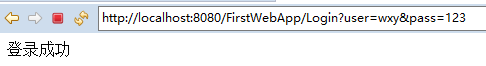 http://localhost:8080/FirstWebApp/Login?user=wxy&pass=123
登录成功